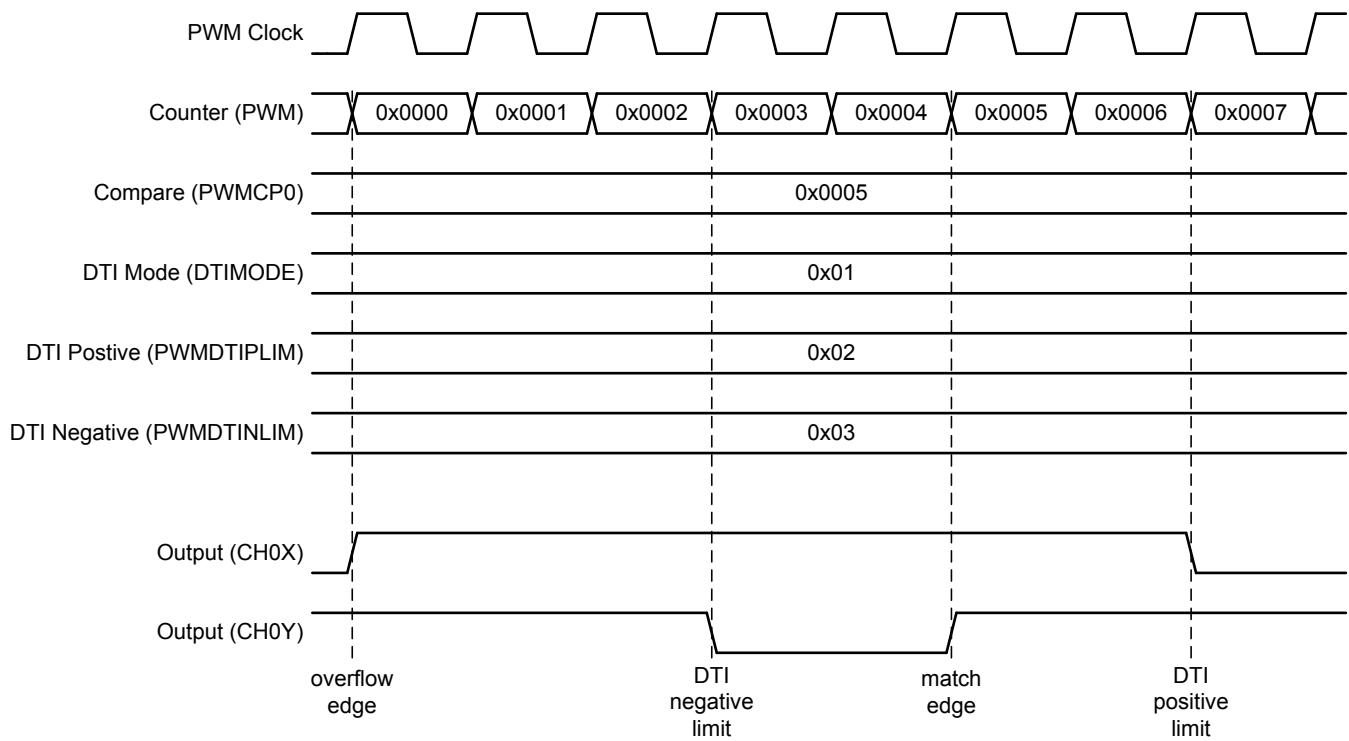 PWM Clock
Counter (PWM) 0x0000 0x0001 0x0002 0x0003 0x0004 0x0005 0x0006 0x0007
Compare (PWMCP0) 0x0005
DTI Mode (DTIMODE) 0x01
DTI Postive (PWMDTIPLIM) 0x02
DTI Negative (PWMDTINLIM) 0x03
Output (CH0X)
Output (CH0Y)
overflow
edge
DTI
negative
limit
match
edge
DTI
positive
limit